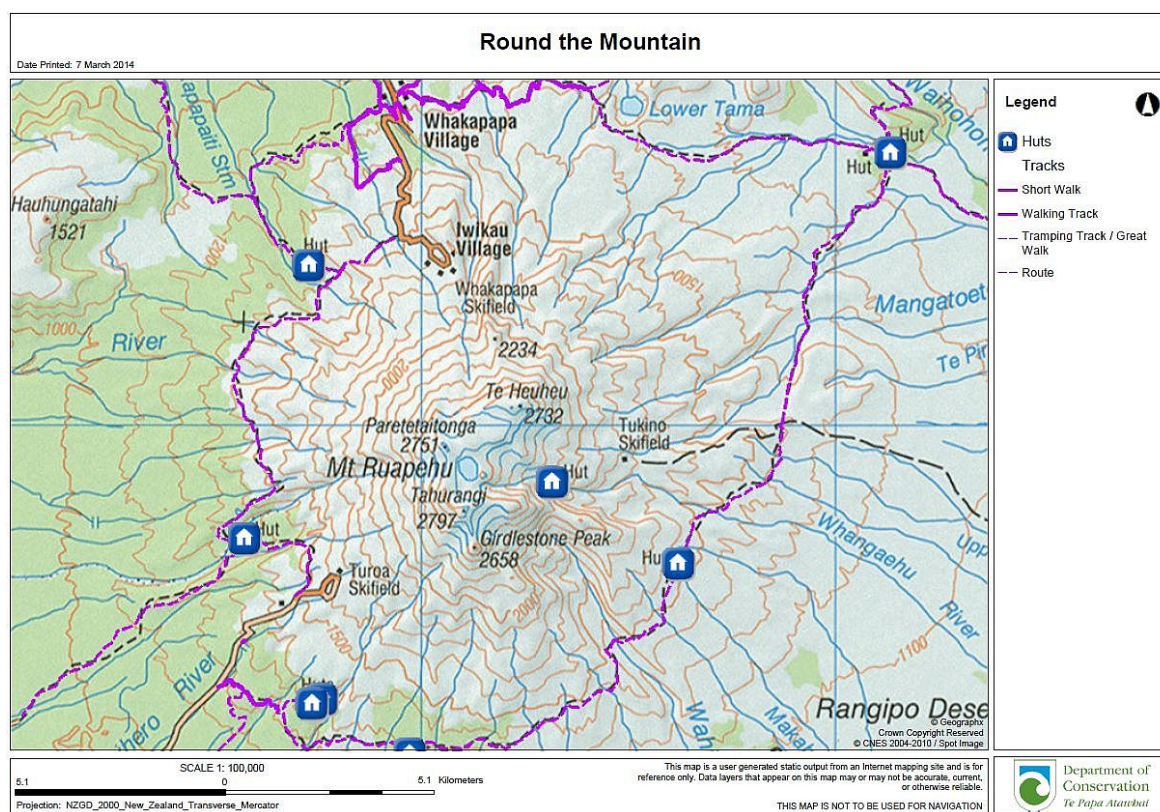 Round the Mountain
Date Printed: 7 March 2014
Whakapapa
Village
Lower Tama
Hut
Hut
Hauhungatahi
1521
1200
Hut
Iwikau
Village
Whakapapa
Skifield
1500
1000
River
2234
2000
Te Heuheu
2732
Paretetaitonga
2751
Tukino
Skifield
Mt Ruapehu
Hut
Tahurangi
2797
Girdlestone Peak
2658
Hut
Turoa
Skifield
Whangaehu
River
1500
2000
1100
River
Rangipo Dese
© Geographx
Crown Copyright Reserved
© CNES 2004-2010 / Spot Image
Legend
Huts
Tracks
Short Walk
Walking Track
Tramping Track / Great
Walk
Route
SCALE 1: 100,000
5.1 0 5.1 Kilometers
Projection: NZGD_2000_New_Zealand_Transverse_Mercator
This map is a user generated static output from an Internet mapping site and is for
reference only. Data layers that appear on this map may or may not be accurate, current,
or otherwise reliable.
THIS MAP IS NOT TO BE USED FOR NAVIGATION
Department of
Conservation
Te Papa Atawhai